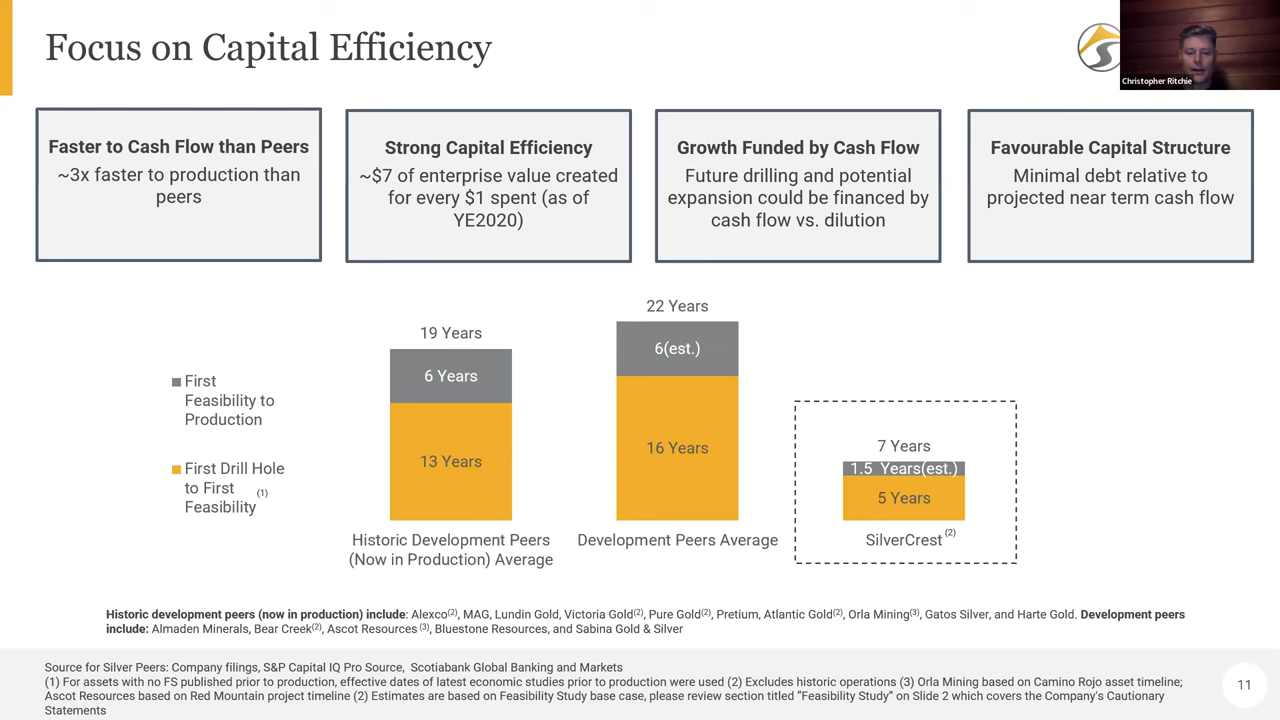 Focus on Capital Efficiency
Christopher Ritchie
Faster to Cash Flow than Peers
~3x faster to production than
peers
Strong Capital Efficiency
~$7 of enterprise value created
for every $1 spent (as of
YE2020)
Growth Funded by Cash Flow
Future drilling and potential
expansion could be financed by
cash flow vs. dilution
Favourable Capital Structure
Minimal debt relative to
projected near term cash flow
First
Feasibility to
Production
First Drill Hole
to First
Feasibility (1)
19 Years
6 Years
13 Years
Historic Development Peers
(Now in Production) Average
22 Years
6(est.)
16 Years
Development Peers Average
7 Years
1.5 Years(est.)
5 Years
SilverCrest (2)
Historic development peers (now in production) include: Alexco(2), MAG, Lundin Gold, Victoria Gold(2), Pure Gold(2), Pretium, Atlantic Gold(2), Orla Mining(3), Gatos Silver, and Harte Gold. Development peers
include: Almaden Minerals, Bear Creek(2), Ascot Resources (3), Bluestone Resources, and Sabina Gold & Silver
Source for Silver Peers: Company filings, S&P Capital IQ Pro Source, Scotiabank Global Banking and Markets
(1) For assets with no FS published prior to production, effective dates of latest economic studies prior to production were used (2) Excludes historic operations (3) Orla Mining based on Camino Rojo asset timeline;
Ascot Resources based on Red Mountain project timeline (2) Estimates are based on Feasibility Study base case, please review section titled "Feasibility Study" on Slide 2 which covers the Company's Cautionary
Statements
11